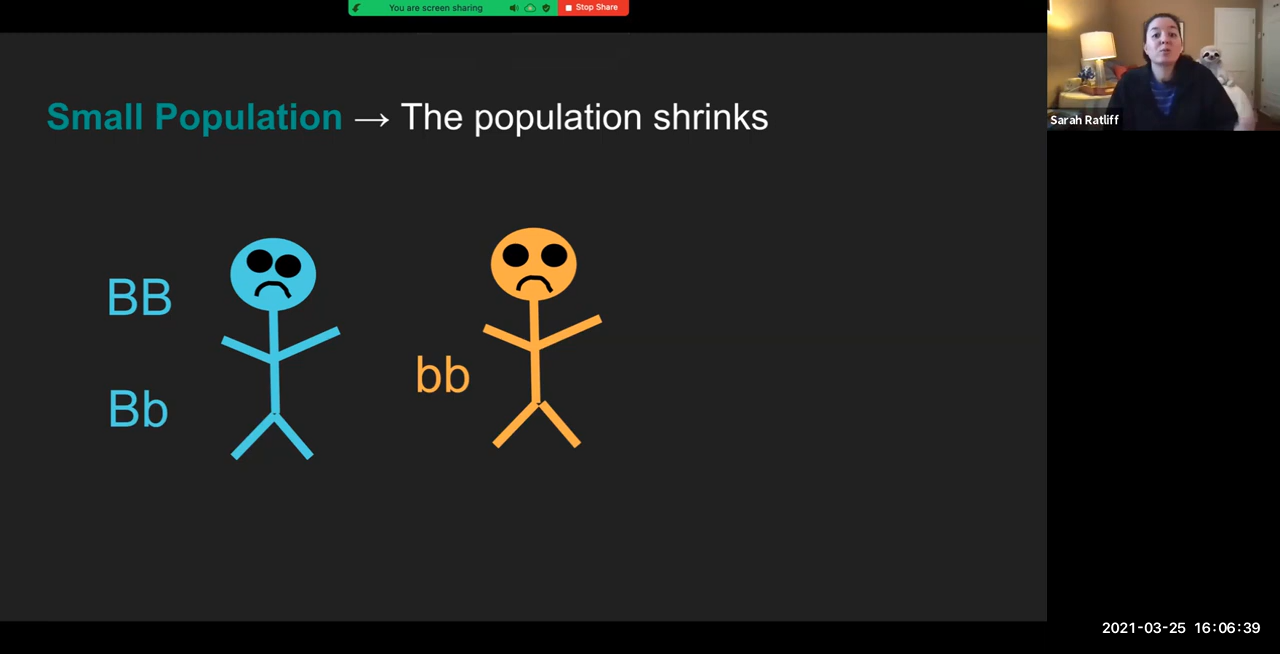 You are screen sharing Stop Share
Small Population → The population shrinks
Sarah Ratliff
BB
bb
Bb
2021-03-25 16:06:39